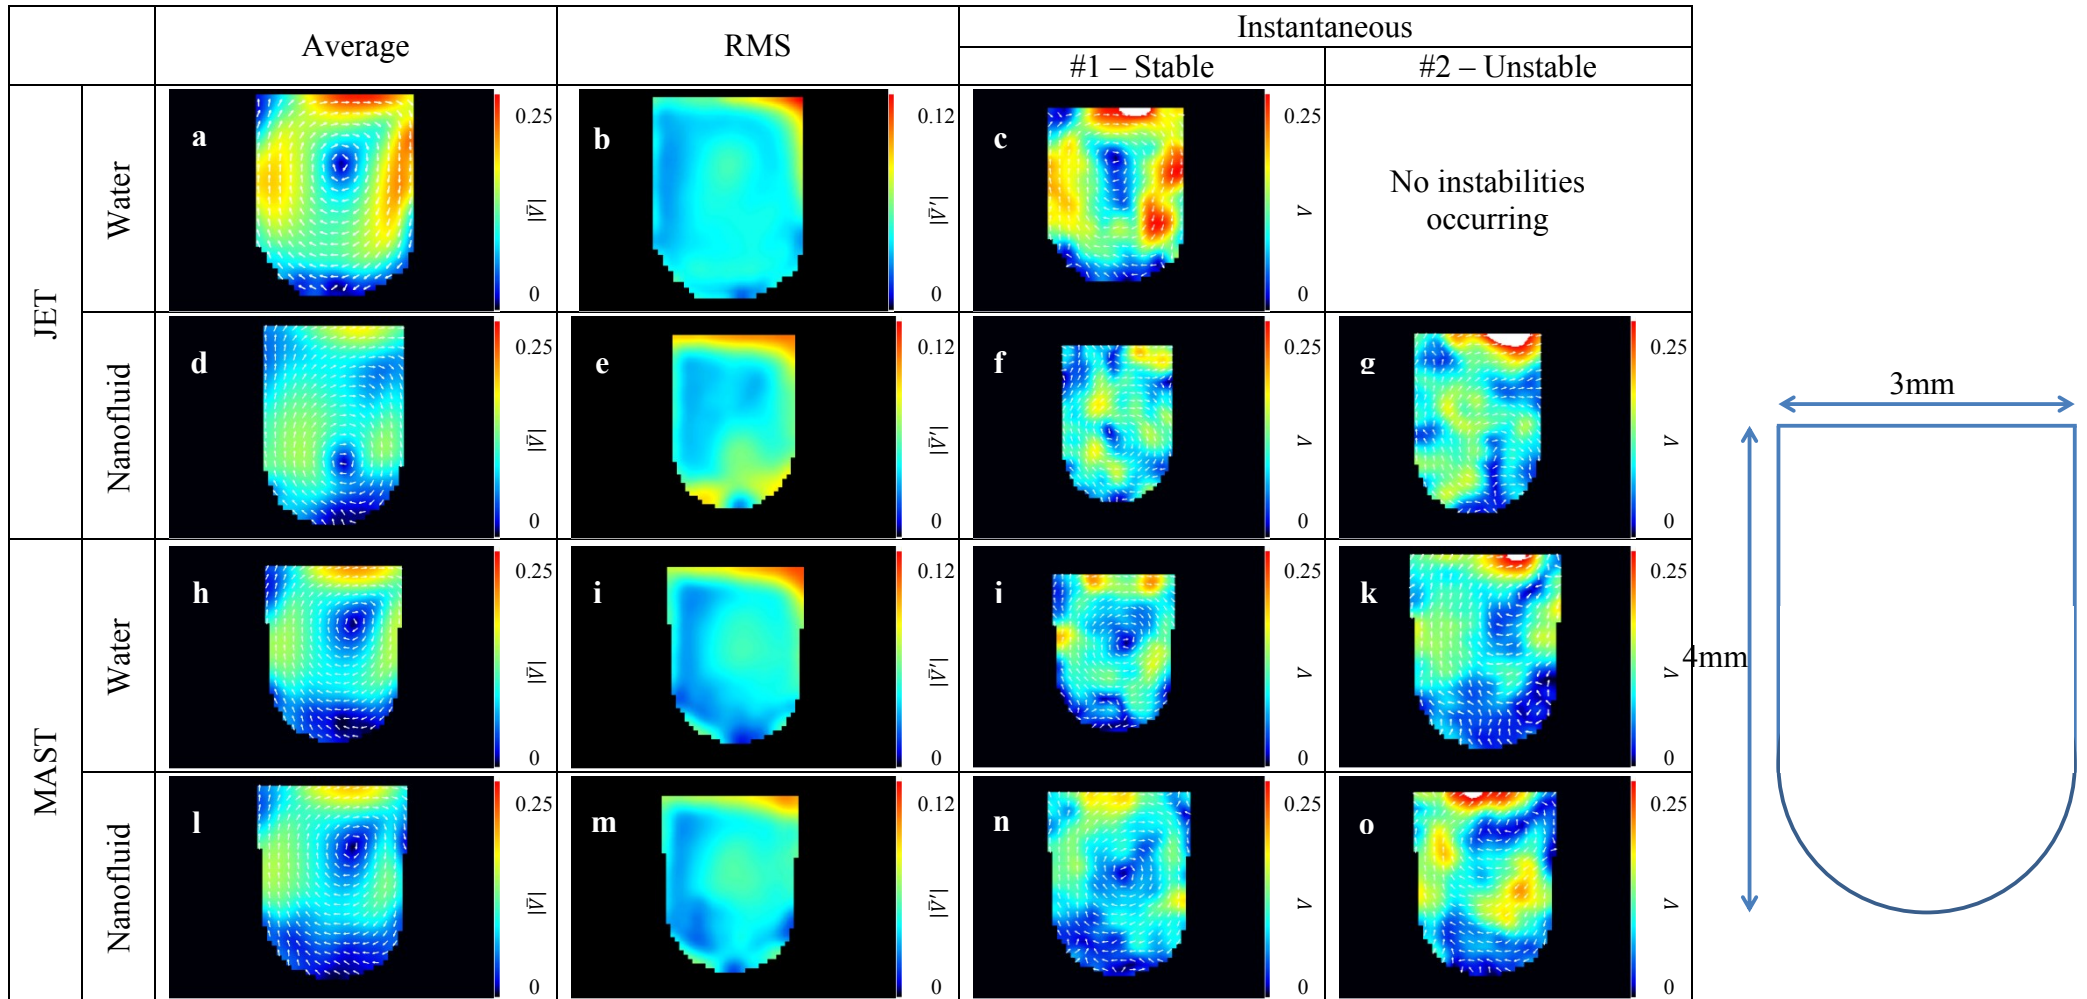 Average
RMS
Instantaneous
#1 – Stable
#2 – Unstable
JET
Water
a
0.25
|V̄|
0
b
0.12
|V̄'|
0
c
0.25
V
0
No instabilities
occurring
Nanofluid
d
0.25
|V̄|
0
e
0.12
|V̄'|
0
f
0.25
V
0
g
0.25
V
0
MAST
Water
h
0.25
|V̄|
0
i
0.12
|V̄'|
0
j
0.25
V
0
k
0.25
V
0
Nanofluid
l
0.25
|V̄|
0
m
0.12
|V̄'|
0
n
0.25
V
0
o
0.25
V
0
3mm
4mm